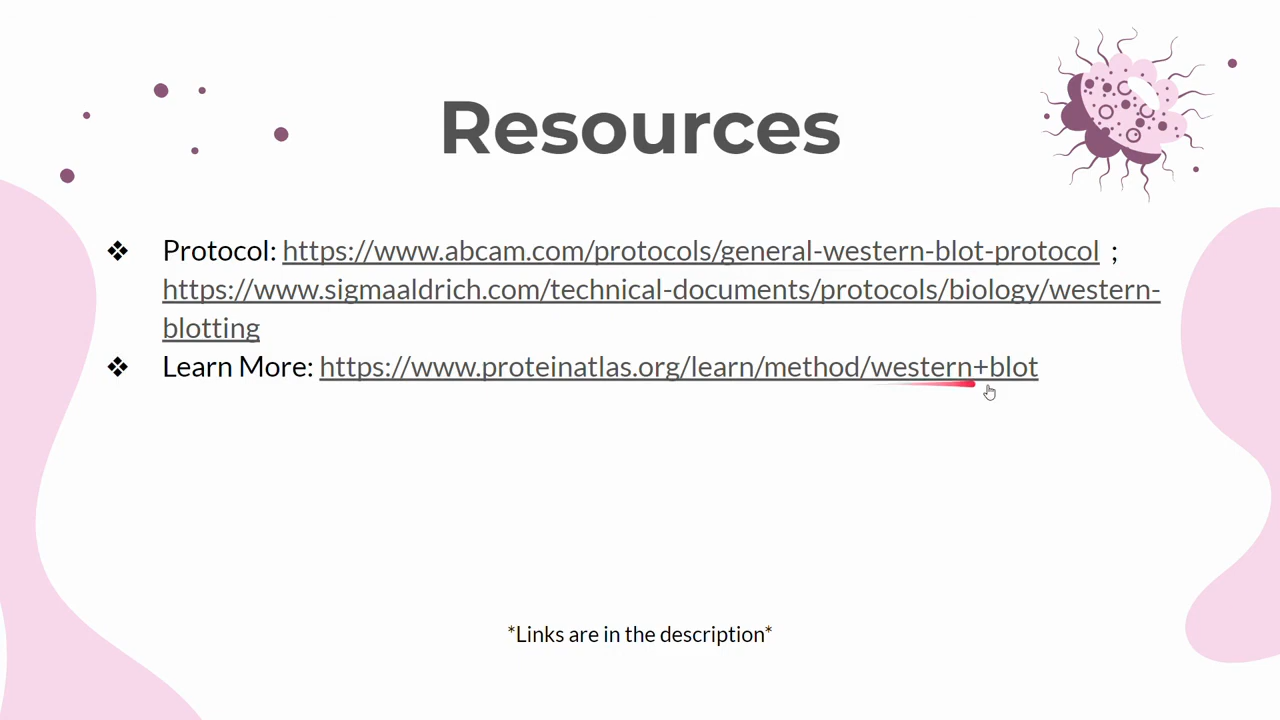 Resources
❖ Protocol: https://www.abcam.com/protocols/general-western-blot-protocol ;
https://www.sigmaaldrich.com/technical-documents/protocols/biology/western-
blotting
❖ Learn More: https://www.proteinatlas.org/learn/method/western+blot
*Links are in the description*